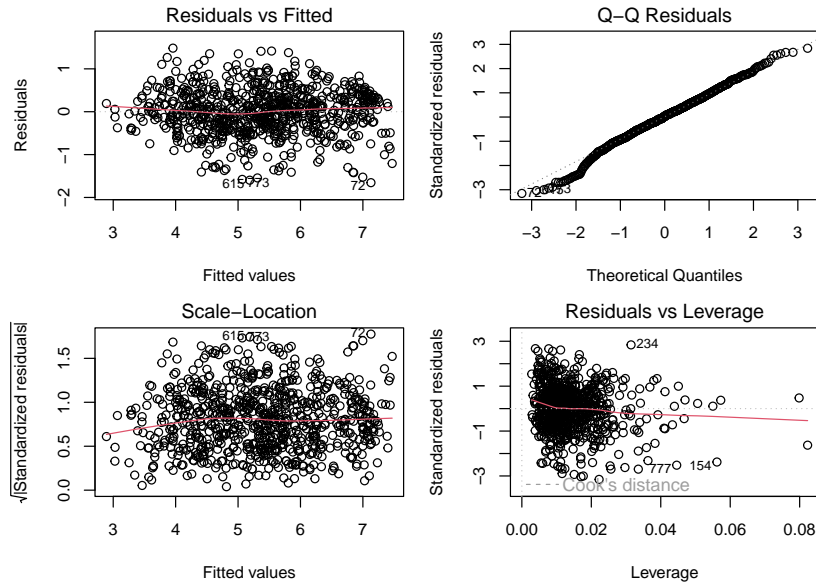 Residuals vs Fitted
Residuals
1
0
−1
−2
615
773
72
3 4 5 6 7
Fitted values
Q−Q Residuals
Standardized residuals
3
2
1
−1
−3
72
−3 −2 −1 0 1 2 3
Theoretical Quantiles
Scale−Location
√|Standardized residuals|
1.5
1.0
0.5
0.0
615
773
72
3 4 5 6 7
Fitted values
Residuals vs Leverage
Standardized residuals
3
1
−1
−3
234
777
154
Cook's distance
0.00 0.02 0.04 0.06 0.08
Leverage